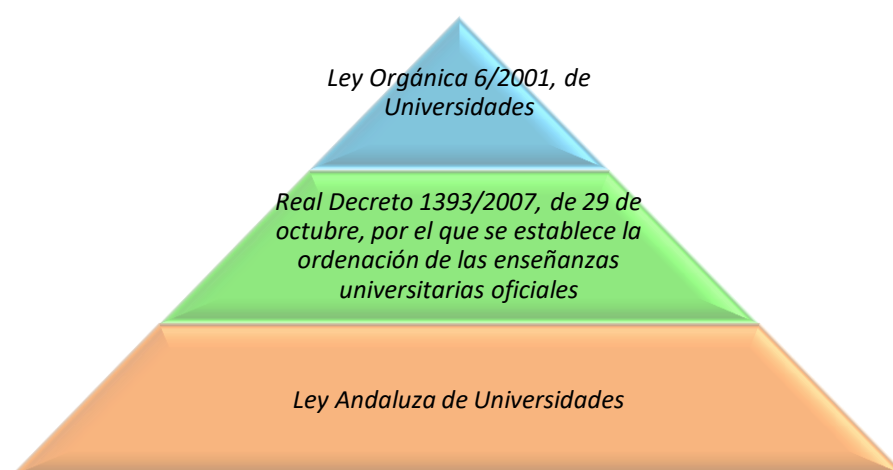 Ley Orgánica 6/2001, de
Universidades
Real Decreto 1393/2007, de 29 de
octubre, por el que se establece la
ordenación de las enseñanzas
universitarias oficiales
Ley Andaluza de Universidades